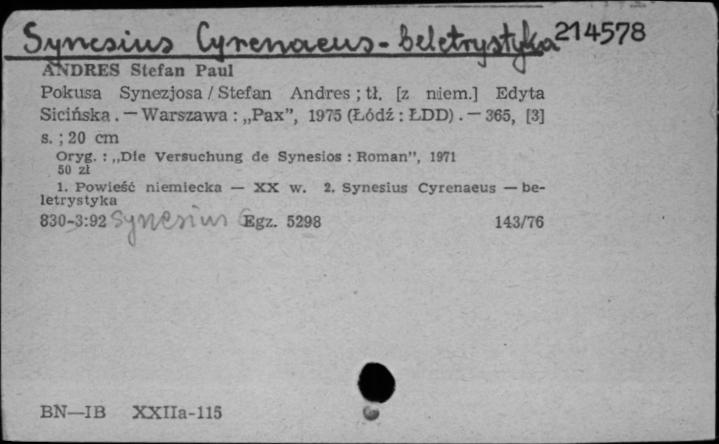 Synesius Cyrenaeus - beletrystyka 214578
ANDRES Stefan Paul
Pokusa Synezjosa / Stefan Andres ; tł. [z niem.] Edyta
Sicińska . — Warszawa : „Pax”, 1975 (Łódź : ŁDD) . — 365, [3]
s. ; 20 cm
Oryg. : „Die Versuchung de Synesios : Roman”, 1971
50 zł
1. Powieść niemiecka — XX w. 2. Synesius Cyrenaeus — be-
letrystyka
830-3:92 Synesius C Egz. 5298 143/76
BN—IB XXIIa-115